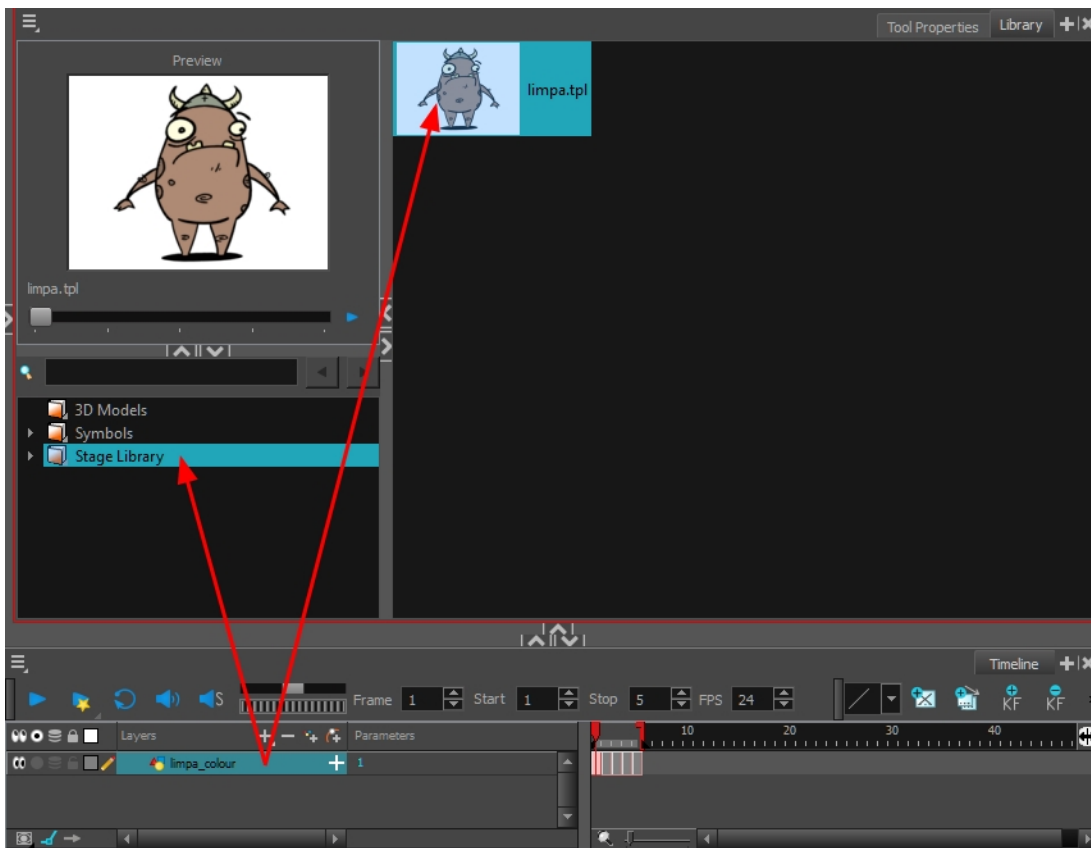 Tool Properties Library
Preview
limpa.tpl
limpa.tpl
3D Models
Symbols
Stage Library
Timeline
S Frame 1 Start 1 Stop 5 FPS 24 KF KF
Layers Parameters 10 20 30 40
limpa_colour 1